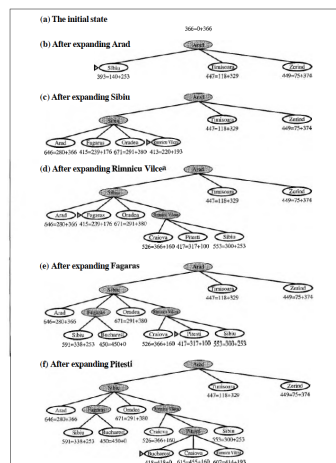 (a) The initial state
366=0+366
(b) After expanding Arad
Arad
Sibiu Timisoara Zerind
393=140+253 447=118+329 449=75+374
(c) After expanding Sibiu
Arad
Sibiu Timisoara Zerind
447=118+329 449=75+374
Arad Fagaras Oradea Rimnicu Vilcea
646=280+366 415=239+176 671=291+380 413=220+193
(d) After expanding Rimnicu Vilcea
Arad
Sibiu Timisoara Zerind
447=118+329 449=75+374
Arad Fagaras Oradea Rimnicu Vilcea
646=280+366 415=239+176 671=291+380
Craiova Pitesti Sibiu
526=366+160 417=317+100 553=300+253
(e) After expanding Fagaras
Arad
Sibiu Timisoara Zerind
447=118+329 449=75+374
Arad Fagaras Oradea Rimnicu Vilcea
646=280+366 671=291+380
Sibiu Bucharest Craiova Pitesti Sibiu
591=338+253 450=450+0 526=366+160 417=317+100 553=300+253
(f) After expanding Pitesti
Arad
Sibiu Timisoara Zerind
447=118+329 449=75+374
Arad Fagaras Oradea Rimnicu Vilcea
646=280+366 671=291+380
Sibiu Bucharest Craiova Pitesti Sibiu
591=338+253 450=450+0 526=366+160 553=300+253
Bucharest Craiova Rimnicu Vilcea
418=418+0 615=455+160 607=414+193